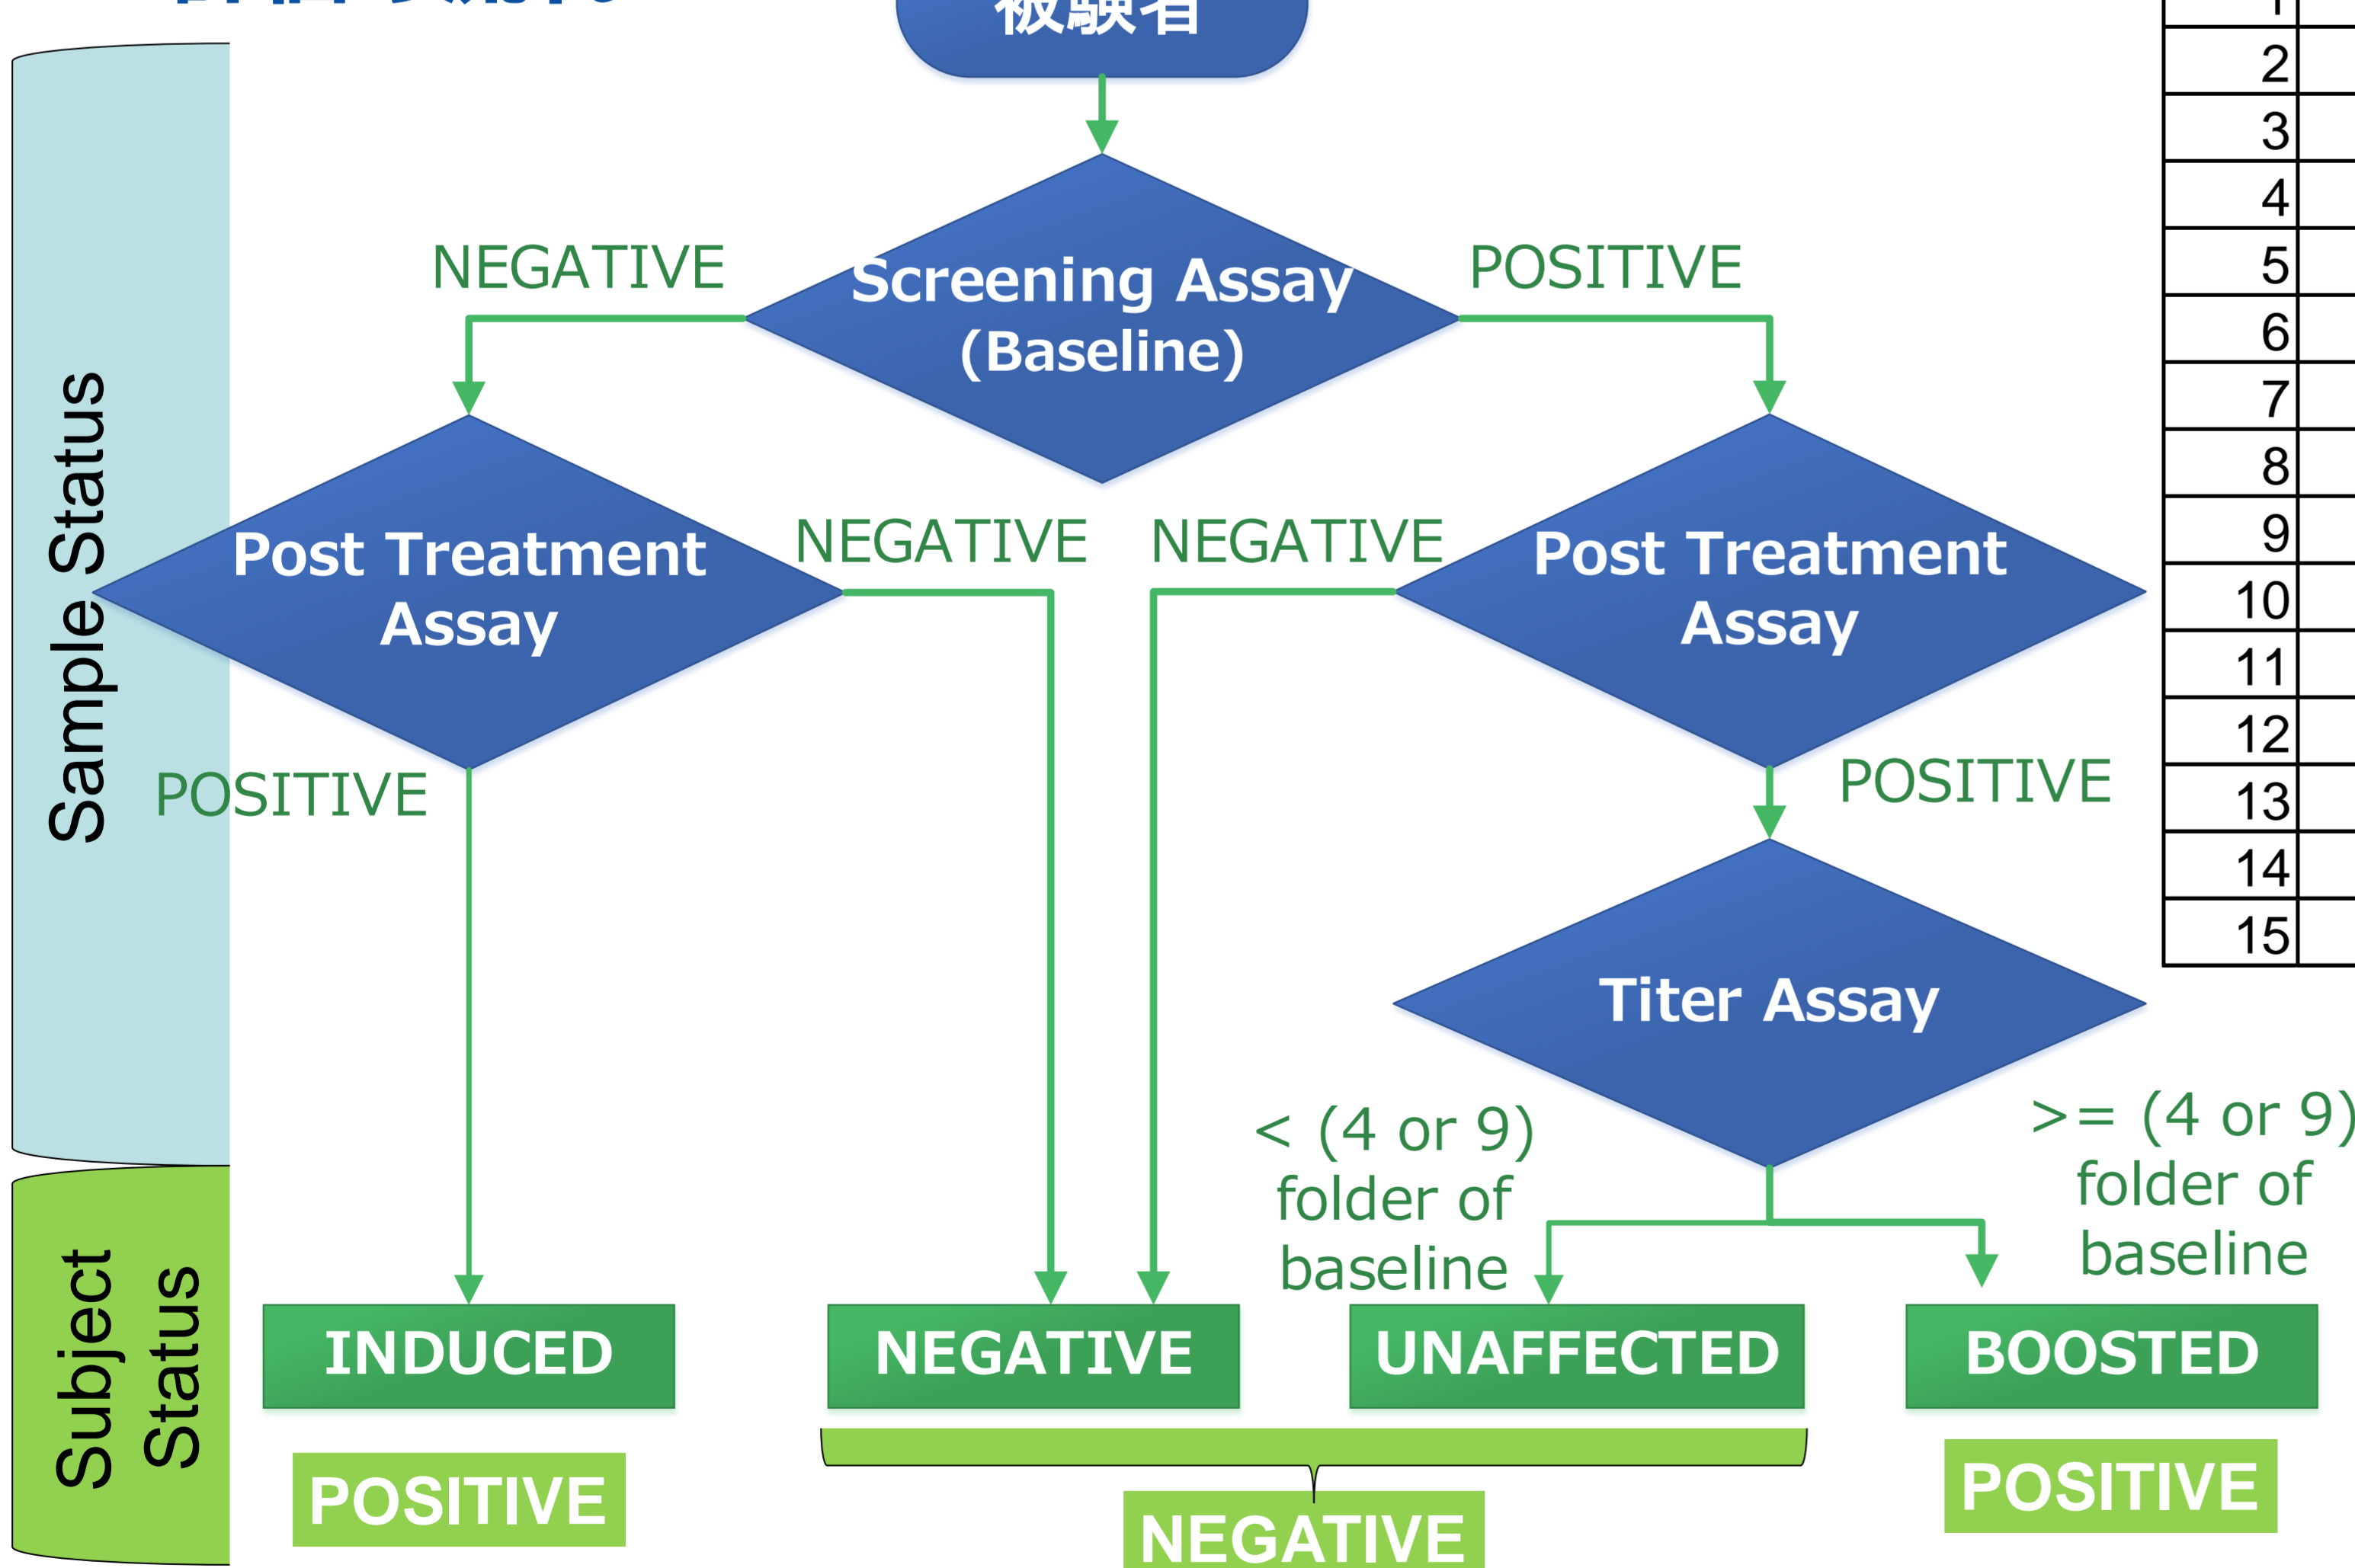 被験者
Screening Assay
(Baseline)
NEGATIVE
POSITIVE
Sample Status
Post Treatment
Assay
NEGATIVE
NEGATIVE
Post Treatment
Assay
POSITIVE
POSITIVE
Titer Assay
< (4 or 9)
folder of
baseline
>= (4 or 9)
folder of
baseline
Subject
Status
INDUCED
NEGATIVE
UNAFFECTED
BOOSTED
POSITIVE
NEGATIVE
POSITIVE
1
2
3
4
5
6
7
8
9
10
11
12
13
14
15